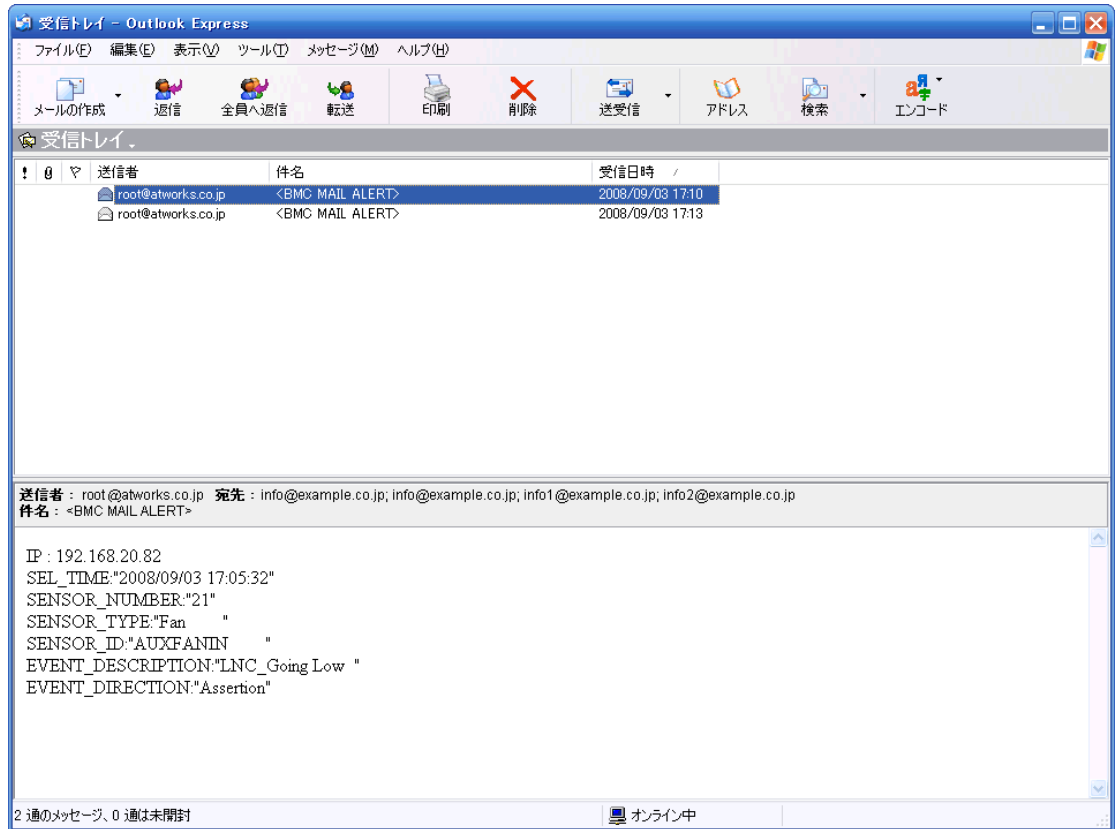 受信トレイ - Outlook Express
ファイル(F) 編集(E) 表示(V) ツール(T) メッセージ(M) ヘルプ(H)
メールの作成 返信 全員へ返信 転送 印刷 削除 送受信 アドレス 検索 エンコード
受信トレイ
! 送信者 件名 受信日時
root@atworks.co.jp <BMC MAIL ALERT> 2008/09/03 17:10
root@atworks.co.jp <BMC MAIL ALERT> 2008/09/03 17:13
送信者： root@atworks.co.jp 宛先：info@example.co.jp; info@example.co.jp; info1@example.co.jp; info2@example.co.jp
件名：<BMC MAIL ALERT>
IP : 192.168.20.82
SEL_TIME:"2008/09/03 17:05:32"
SENSOR_NUMBER:"21"
SENSOR_TYPE:"Fan "
SENSOR_ID:"AUXFANIN "
EVENT_DESCRIPTION:"LNC_Going Low "
EVENT_DIRECTION:"Assertion"
2 通のメッセージ、0 通は未開封 オンライン中